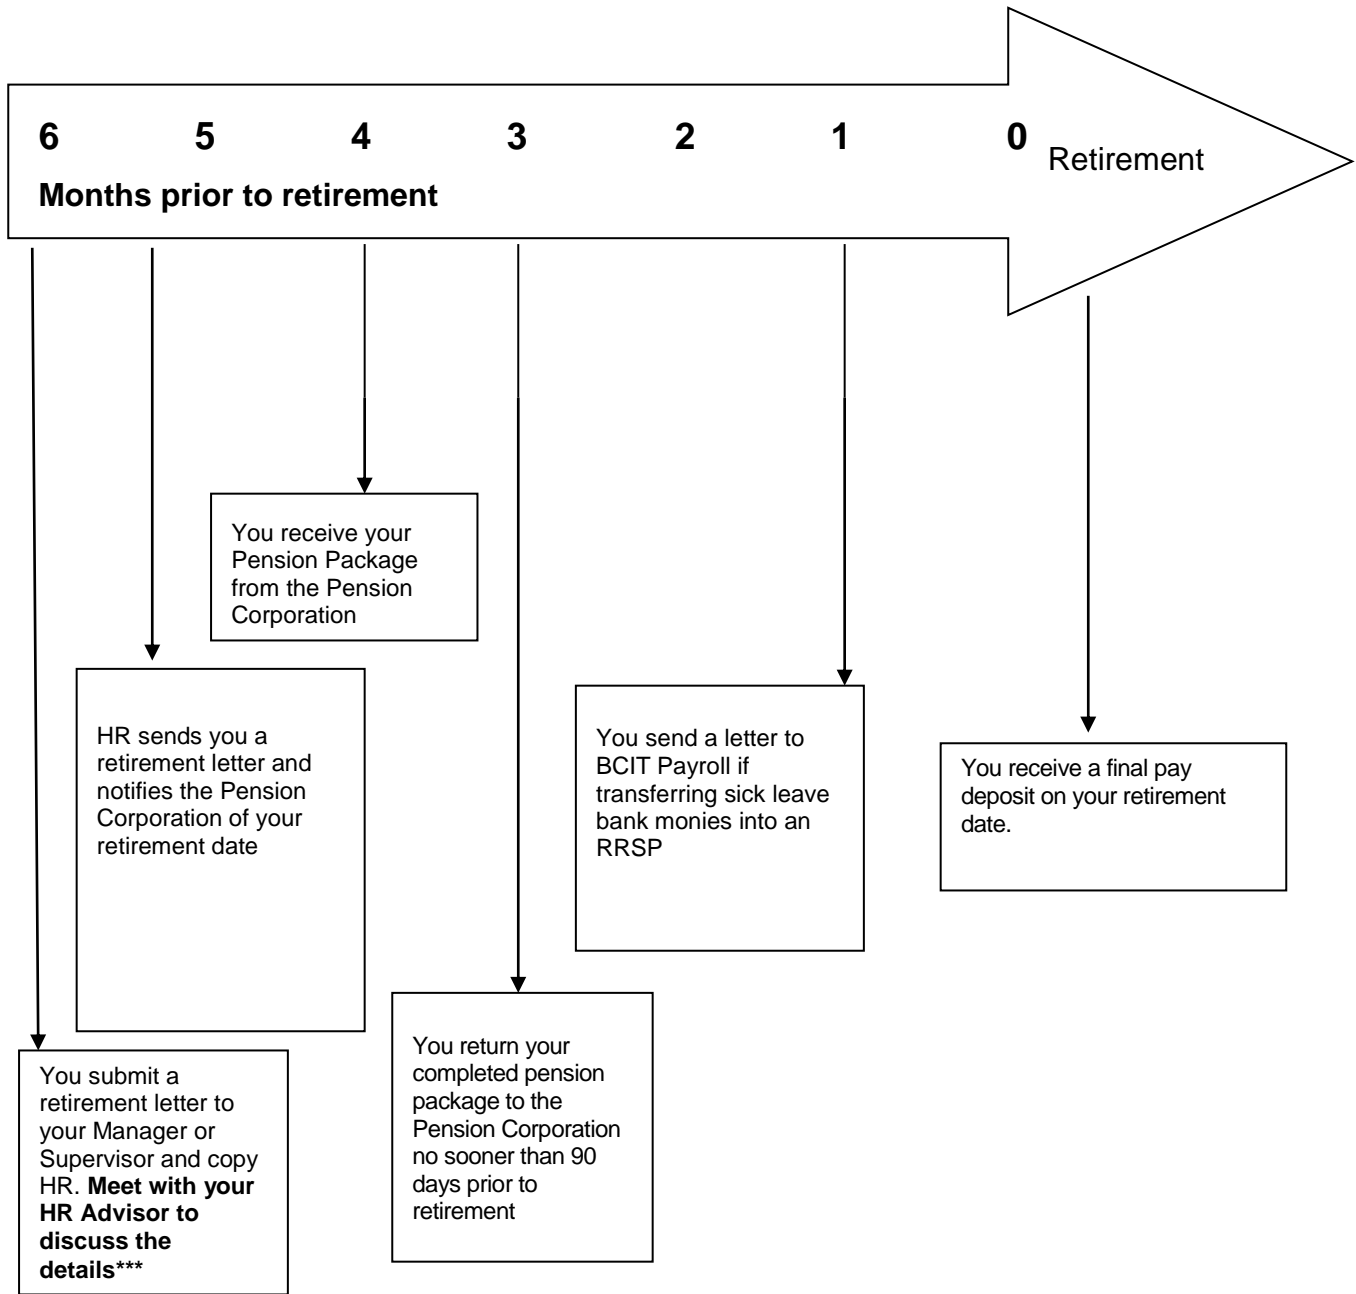 6 5 4 3 2 1 0
Retirement
Months prior to retirement
You receive your
Pension Package
from the Pension
Corporation
HR sends you a
retirement letter and
notifies the Pension
Corporation of your
retirement date
You send a letter to
BCIT Payroll if
transferring sick leave
bank monies into an
RRSP
You receive a final pay
deposit on your retirement
date.
You submit a
retirement letter to
your Manager or
Supervisor and copy
HR. Meet with your
HR Advisor to
discuss the
details***
You return your
completed pension
package to the
Pension Corporation
no sooner than 90
days prior to
retirement